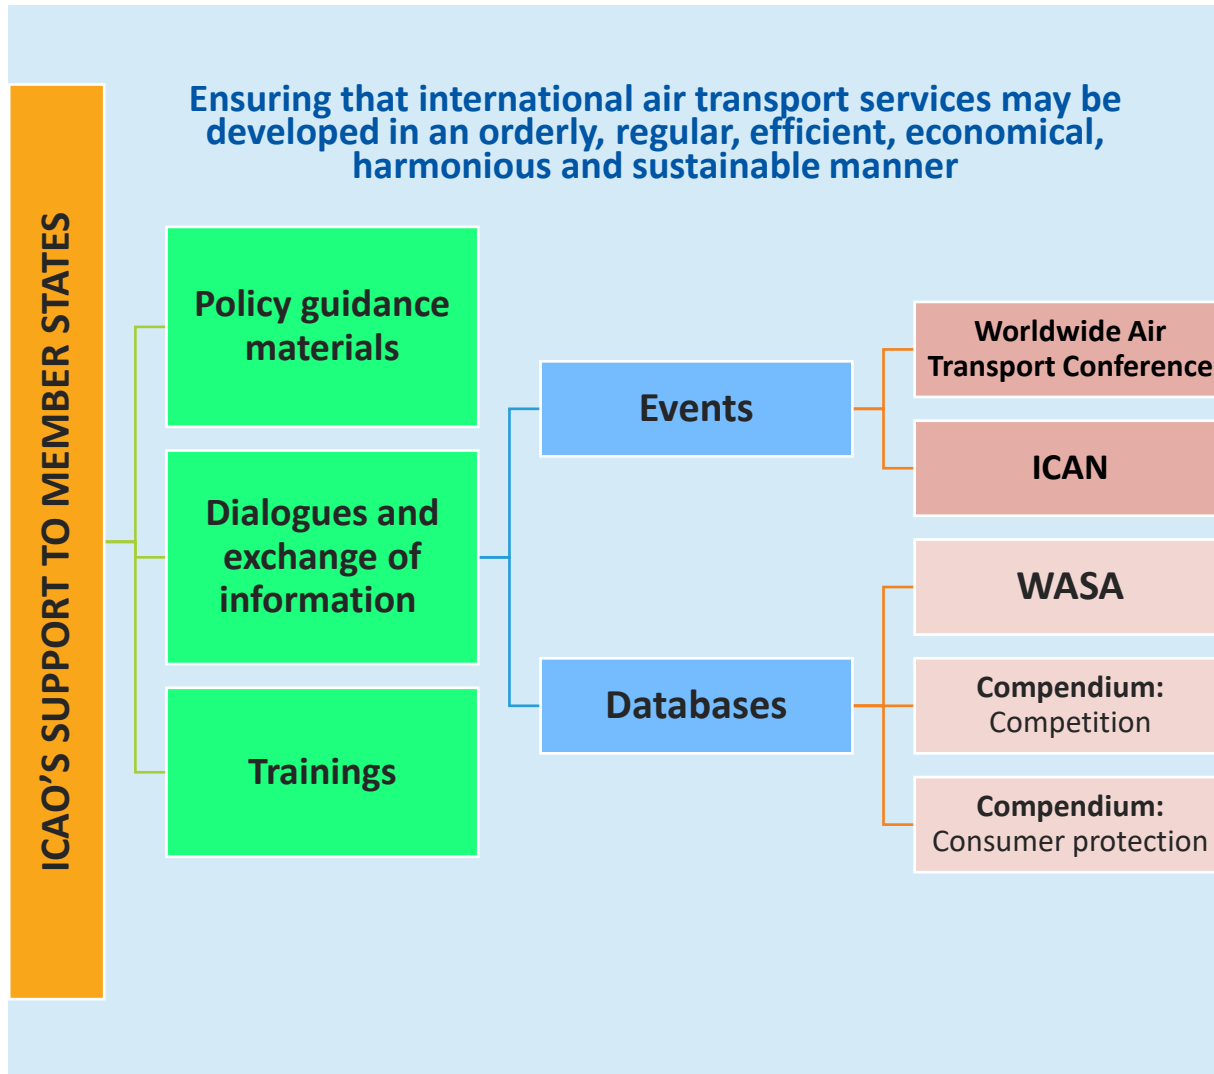 Ensuring that international air transport services may be
developed in an orderly, regular, efficient, economical,
harmonious and sustainable manner
ICAO’S SUPPORT TO MEMBER STATES
Policy guidance
materials
Dialogues and
exchange of
information
Trainings
Events
Databases
Worldwide Air
Transport Conference
ICAN
WASA
Compendium:
Competition
Compendium:
Consumer protection